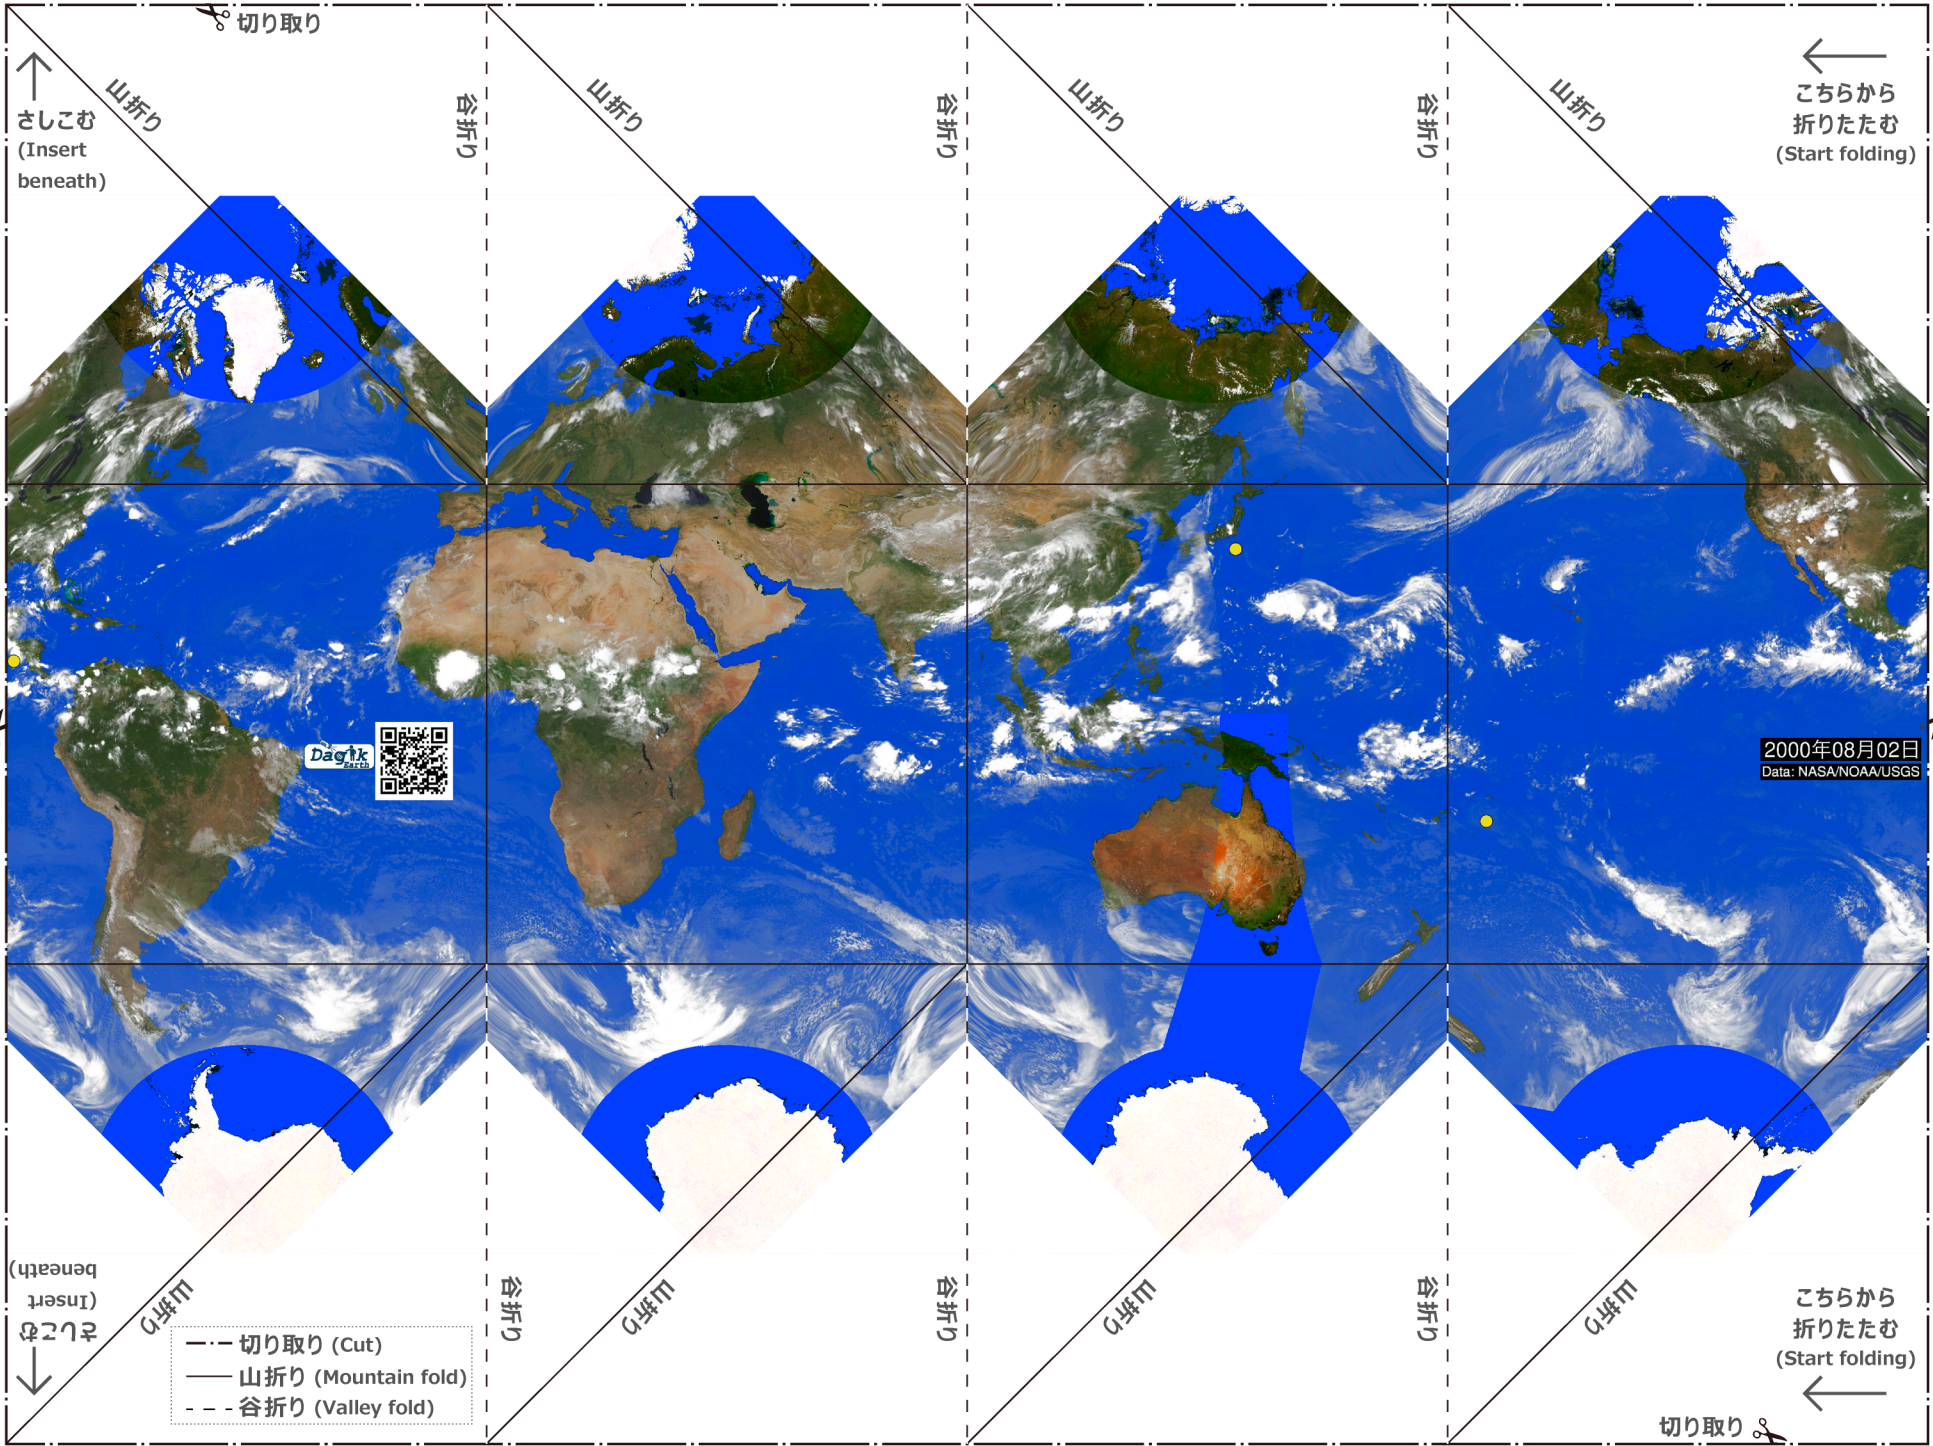 切り取り
さしこむ
(Insert
beneath)
山折り
谷折り
山折り
谷折り
山折り
谷折り
山折り
こちらから
折りたたむ
(Start folding)
Dagik
Earth
2000年08月02日
Data: NASA/NOAA/USGS
さしこむ
(Insert
beneath)
山折り
谷折り
山折り
谷折り
山折り
谷折り
山折り
こちらから
折りたたむ
(Start folding)
切り取り (Cut)
山折り (Mountain fold)
谷折り (Valley fold)
切り取り